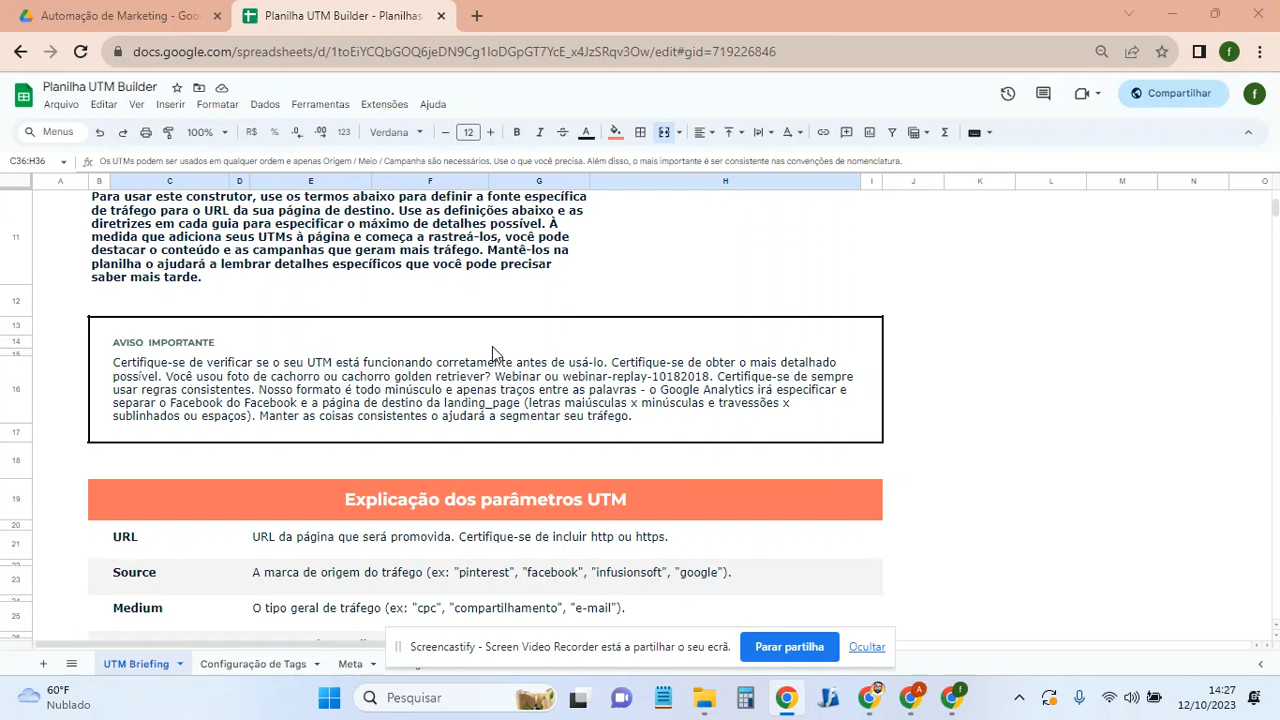 Automação de Marketing - Goo
Planilha UTM Builder - Planilhas
docs.google.com/spreadsheets/d/1toEiYCQbGOQ6jeDN9Cg1IoDGpGT7YcE_x4JzSRqv3Ow/edit#gid=719226846
f
Planilha UTM Builder
Arquivo Editar Ver Inserir Formatar Dados Ferramentas Extensões Ajuda
Compartilhar
f
Menus 100% R$ % .0 .00 123 Verdana 12 B I A
C36:H36
Os UTMs podem ser usados em qualquer ordem e apenas Origem / Meio / Campanha são necessários. Use o que você precisa. Além disso, o mais importante é ser consistente nas convenções de nomenclatura.
A B C D E F G H I J K L M N O
Para usar este construtor, use os termos abaixo para definir a fonte específica
de tráfego para o URL da sua página de destino. Use as definições abaixo e as
diretrizes em cada guia para especificar o máximo de detalhes possível. À
11
medida que adiciona seus UTMs à página e começa a rastreá-los, você pode
destacar o conteúdo e as campanhas que geram mais tráfego. Mantê-los na
planilha o ajudará a lembrar detalhes específicos que você pode precisar
saber mais tarde.
12
13
14
AVISO IMPORTANTE
15
Certifique-se de verificar se o seu UTM está funcionando corretamente antes de usá-lo. Certifique-se de obter o mais detalhado
possível. Você usou foto de cachorro ou cachorro golden retriever? Webinar ou webinar-replay-10182018. Certifique-se de sempre
16
usar regras consistentes. Nosso formato é todo minúsculo e apenas traços entre as palavras - o Google Analytics irá especificar e
separar o Facebook do Facebook e a página de destino da landing_page (letras maiúsculas x minúsculas e travessões x
sublinhados ou espaços). Manter as coisas consistentes o ajudará a segmentar seu tráfego.
17
18
19
Explicação dos parâmetros UTM
20
21
URL URL da página que será promovida. Certifique-se de incluir http ou https.
23
Source A marca de origem do tráfego (ex: "pinterest", "facebook", "infusionsoft", "google").
25
Medium O tipo geral de tráfego (ex: "cpc", "compartilhamento", "e-mail").
Screencastify - Screen Video Recorder está a partilhar o seu ecrã.
Parar partilha
Ocultar
UTM Briefing Configuração de Tags Meta
60°F
Nublado
Pesquisar
A
f
14:27
12/10/2023